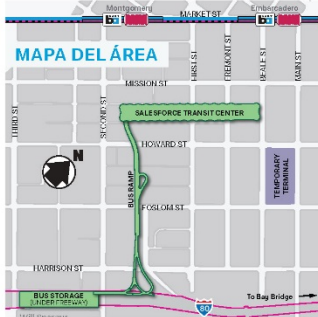 Montgomery
Embarcadero
MARKET ST
MAPA DEL ÁREA
FIRST ST
FREMONT ST
BEALE ST
MAIN ST
MISSION ST
THIRD ST
SECOND ST
SALESFORCE TRANSIT CENTER
HOWARD ST
N
BUS RAMP
TEMPORARY
TERMINAL
FOSLOM ST
HARRISON ST
BUS STORAGE
(UNDER FREEWAY)
80
To Bay Bridge